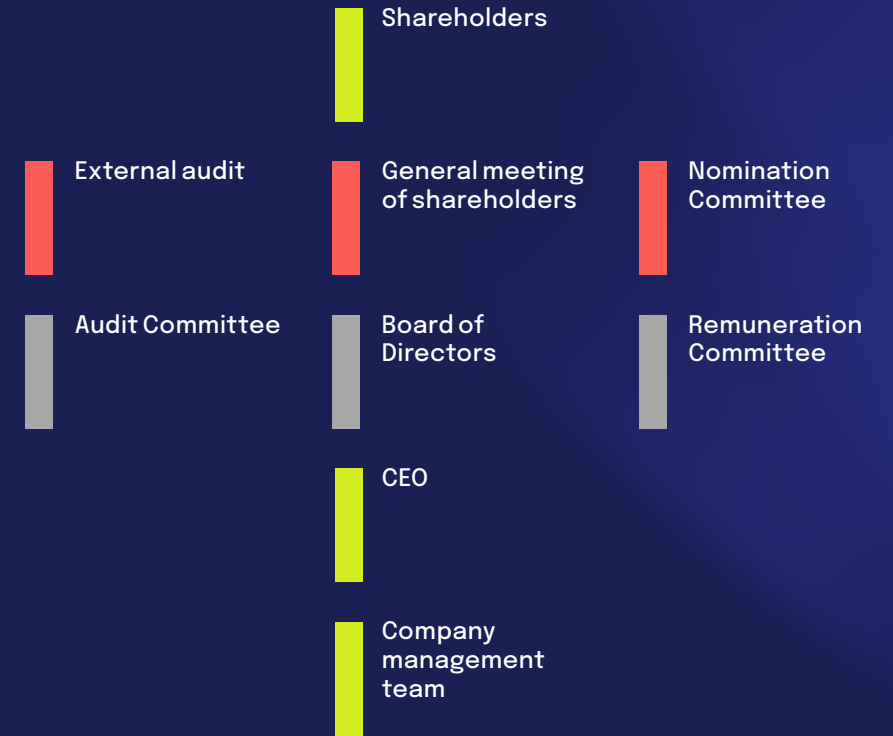 Shareholders
External audit
General meeting
of shareholders
Nomination
Committee
Audit Committee
Board of
Directors
Remuneration
Committee
CEO
Company
management
team